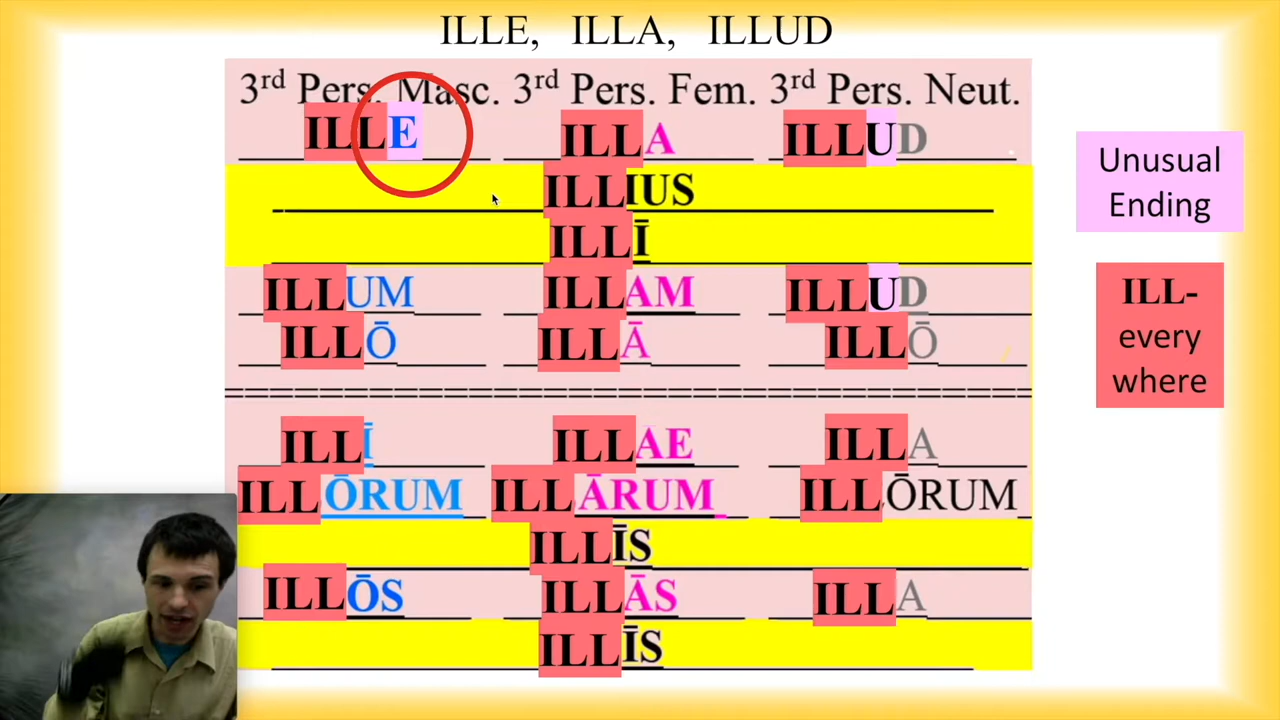 ILLE, ILLA, ILLUD
3rd Pers. Masc. 3rd Pers. Fem. 3rd Pers. Neut.
ILLE ILLA ILLUD
ILLIUS
ILLĪ
ILLUM ILLAM ILLUD
ILLŌ ILLĀ ILLŌ
ILLĪ ILLAE ILLA
ILLŌRUM ILLĀRUM ILLŌRUM
ILLĪS
ILLŌS ILLĀS ILLA
ILLĪS
Unusual
Ending
ILL-
every
where